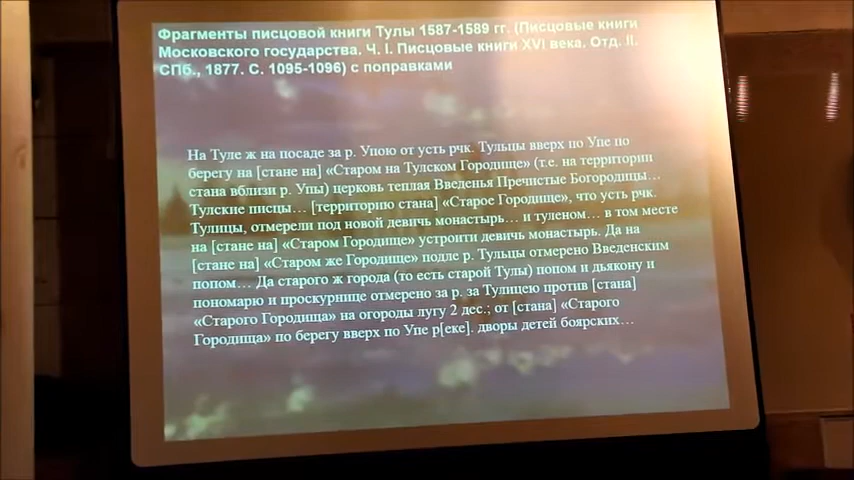 Фрагменты писцовой книги Тулы 1587-1589 гг. (Писцовые книги
Московского государства. Ч. I. Писцовые книги XVI века. Отд. II.
СПб., 1877. С. 1095-1096) с поправками
На Туле ж на посаде за р. Упою от усть рчк. Тульцы вверх по Упе по
берегу на [стане на] «Старом на Тулском Городище» (т.е. на территории
стана вблизи р. Упы) церковь теплая Введенья Пречистые Богородицы…
Тулские писцы… [территорию стана] «Старое Городище», что усть рчк.
Тулицы, отмерели под новой девичь монастырь… и туленом… в том месте
на [стане на] «Старом Городище» устроити девичь монастырь. Да на
[стане на] «Старом же Городище» подле р. Тульцы отмерено Введенским
попом… Да старого ж города (то есть старой Тулы) попом и дьякону и
пономарю и проскурнице отмерено за р. за Тулицею против [стана]
«Старого Городища» на огороды лугу 2 дес.; от [стана] «Старого
Городища» по берегу вверх по Упе р[еке]. дворы детей боярских…